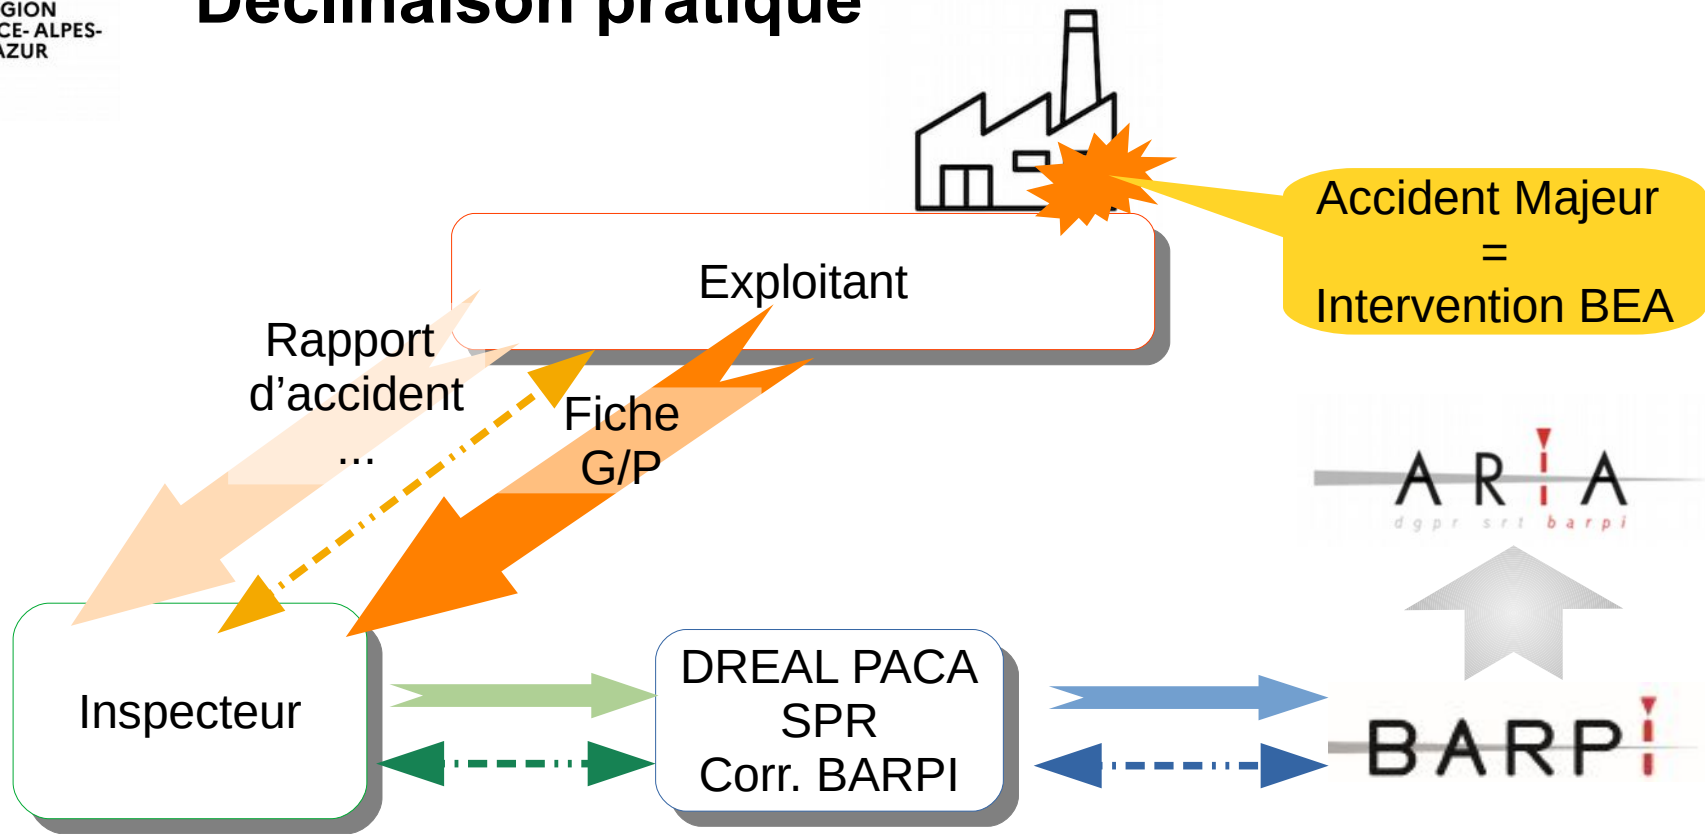 GION
CE- ALPES-
AZUR
Déclinaison pratique
Accident Majeur
=
Intervention BEA
Exploitant
Rapport
d’accident
...
Fiche
G/P
ARiA
dgpr srt barpi
Inspecteur
DREAL PACA
SPR
Corr. BARPI
BARPi